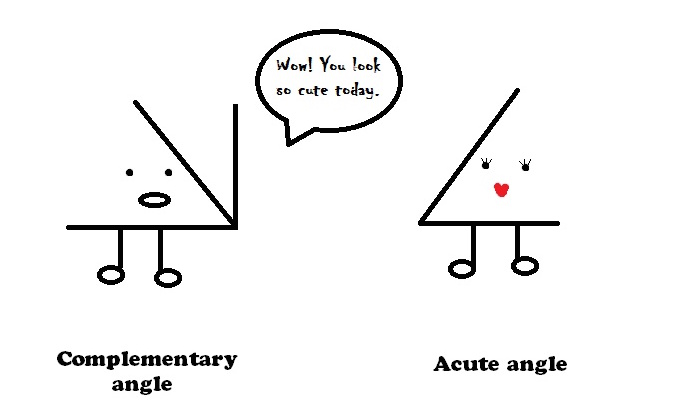 Wow! You look
so cute today.
Complementary
angle
Acute angle